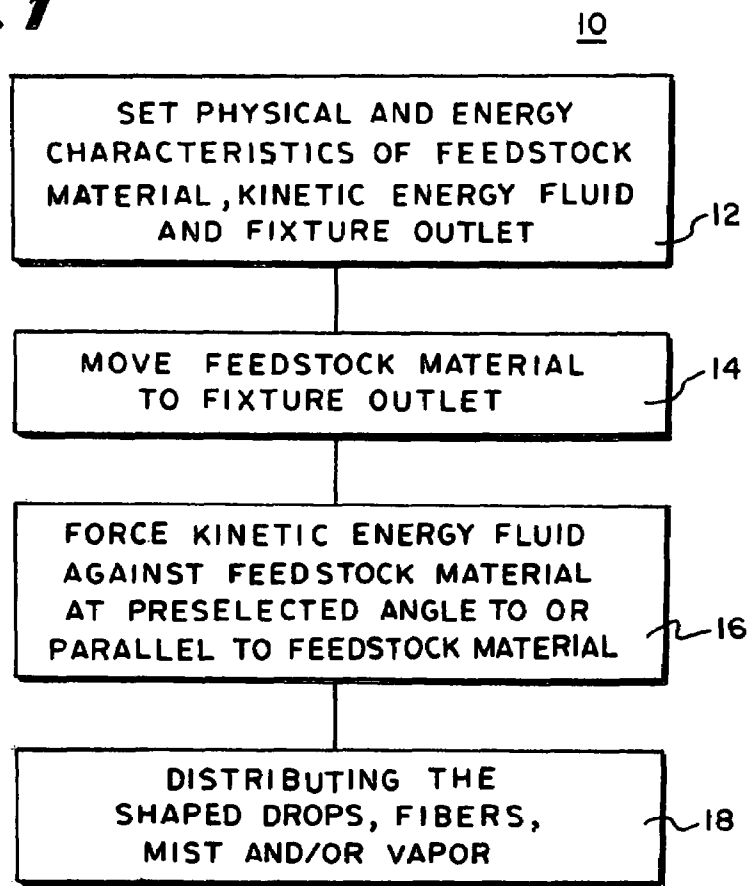 10
SET PHYSICAL AND ENERGY
CHARACTERISTICS OF FEEDSTOCK
MATERIAL, KINETIC ENERGY FLUID
AND FIXTURE OUTLET
12
MOVE FEEDSTOCK MATERIAL
TO FIXTURE OUTLET
14
FORCE KINETIC ENERGY FLUID
AGAINST FEEDSTOCK MATERIAL
AT PRESELECTED ANGLE TO OR
PARALLEL TO FEEDSTOCK MATERIAL
16
DISTRIBUTING THE
SHAPED DROPS, FIBERS,
MIST AND/OR VAPOR
18